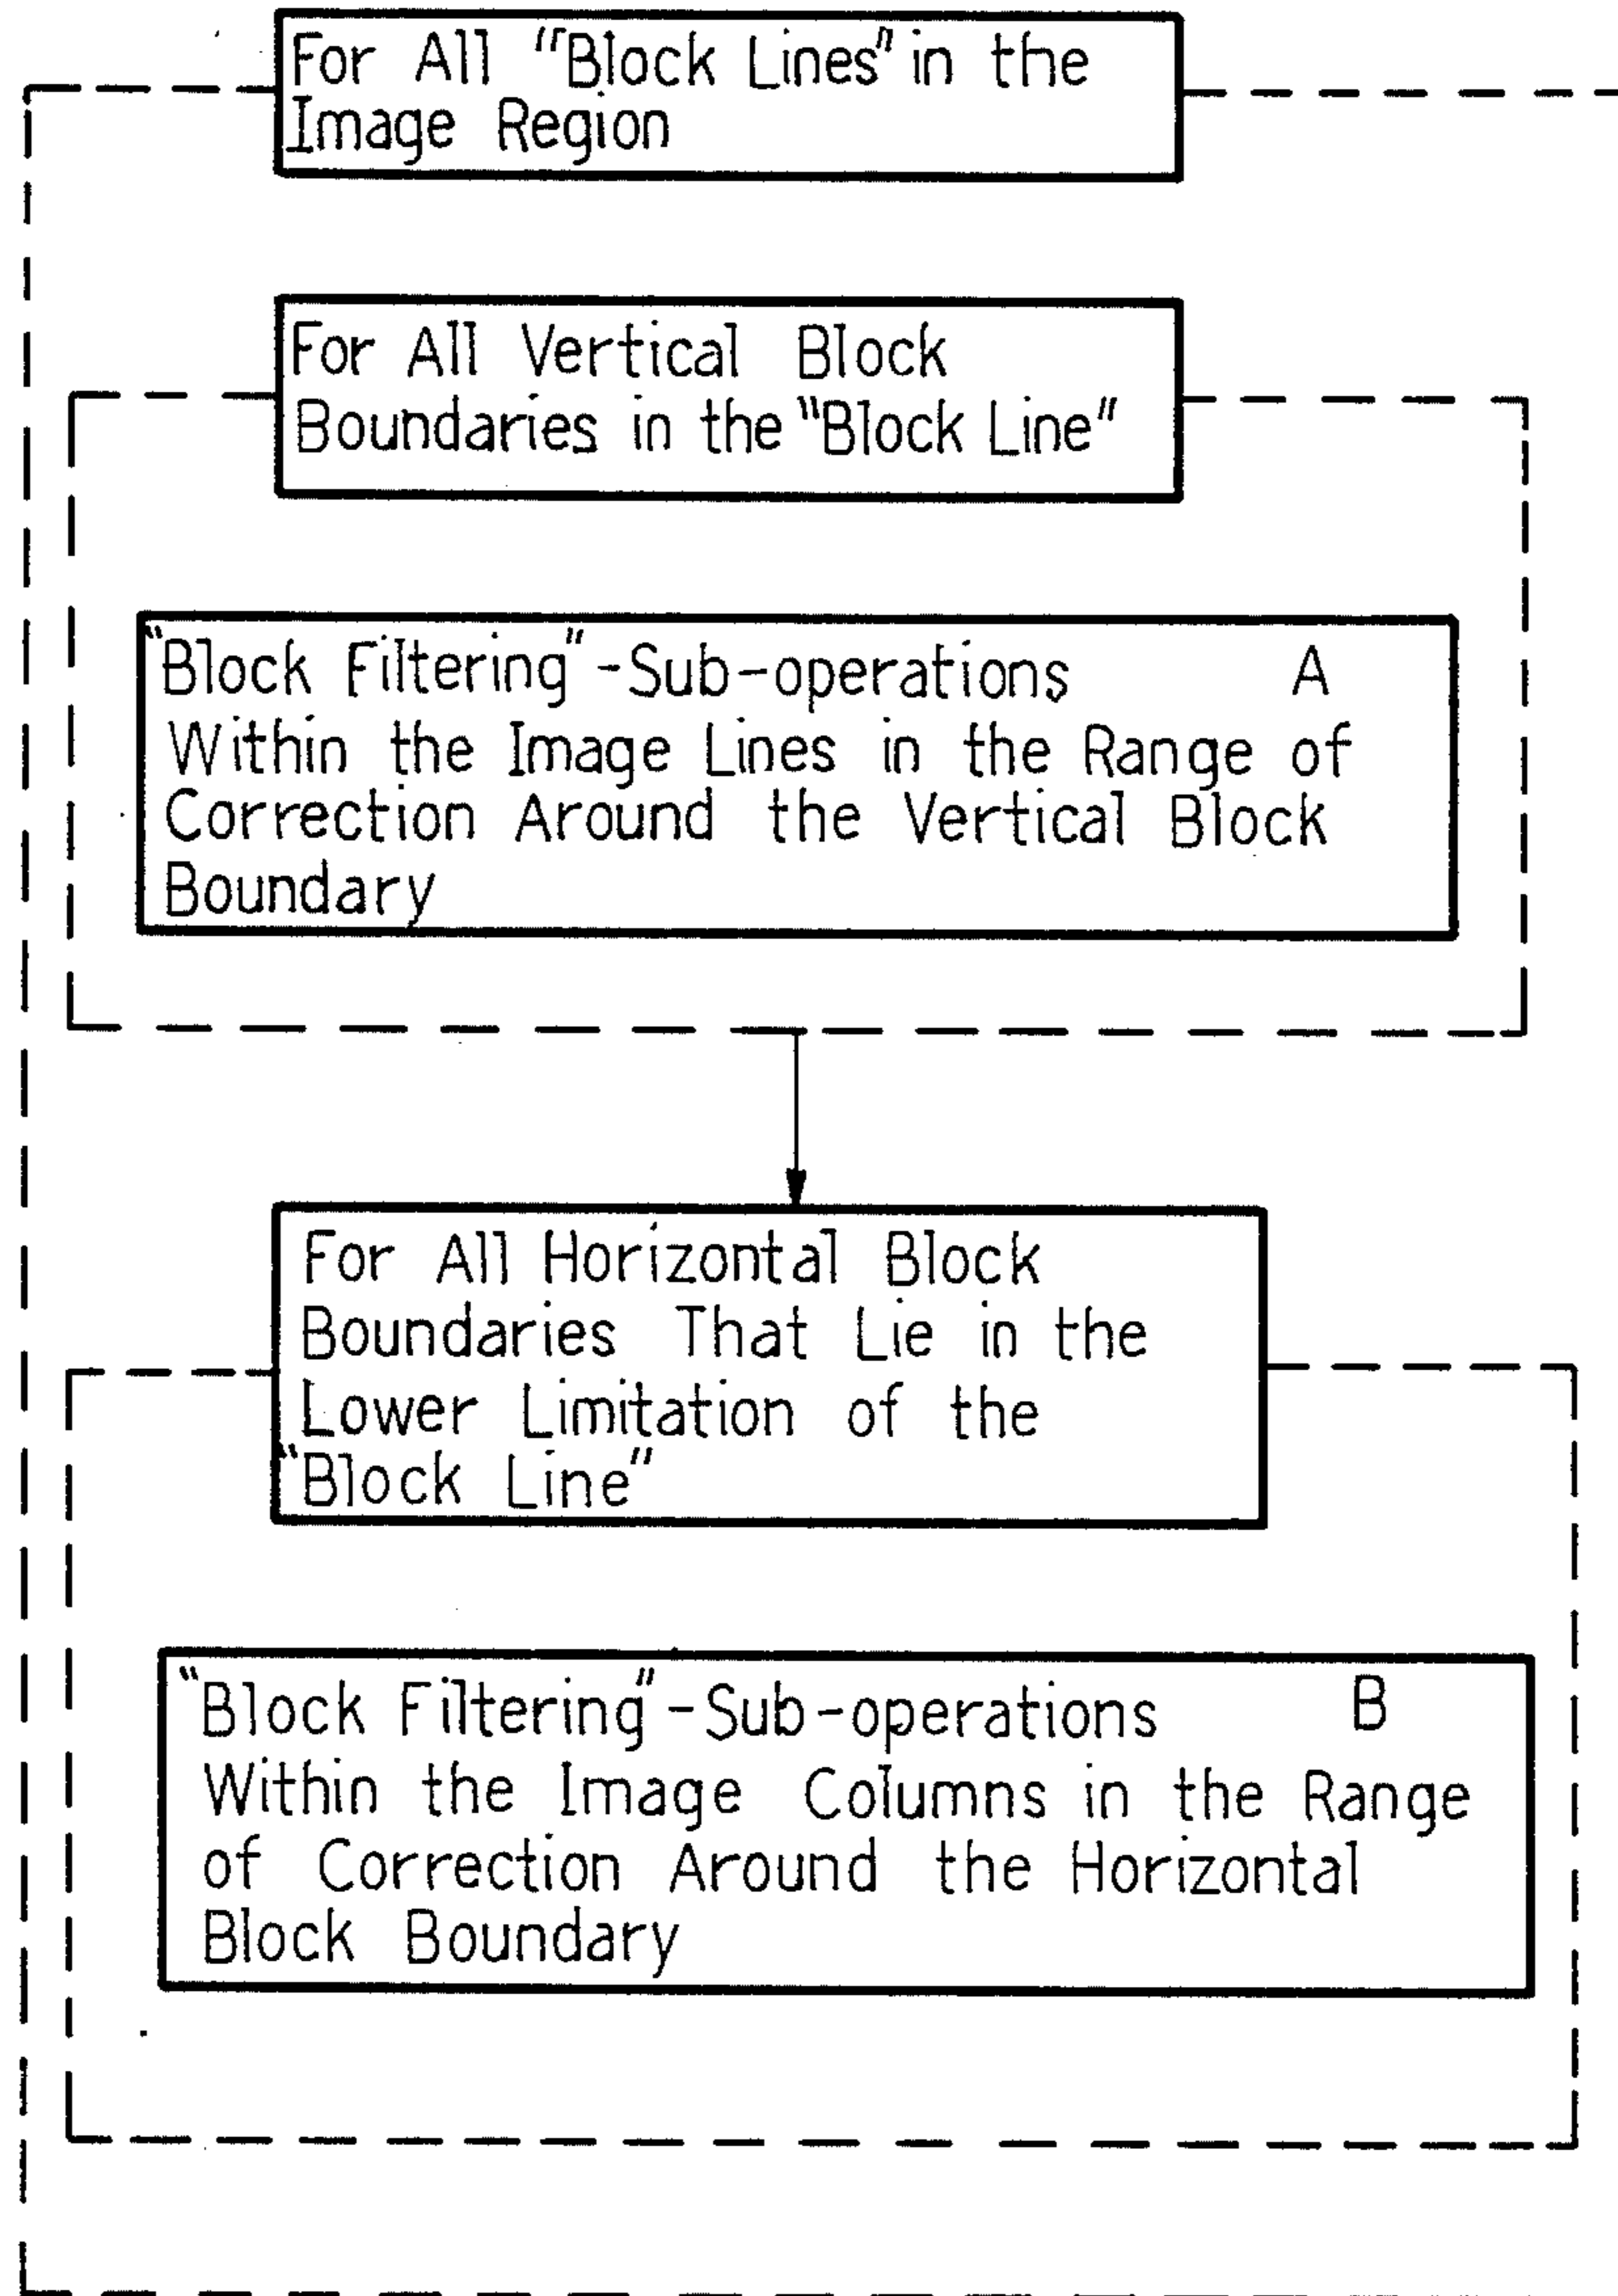 For All "Block Lines" in the
Image Region
For All Vertical Block
Boundaries in the "Block Line"
"Block Filtering"-Sub-operations A
Within the Image Lines in the Range of
Correction Around the Vertical Block
Boundary
For All Horizontal Block
Boundaries That Lie in the
Lower Limitation of the
"Block Line"
"Block Filtering"-Sub-operations B
Within the Image Columns in the Range
of Correction Around the Horizontal
Block Boundary